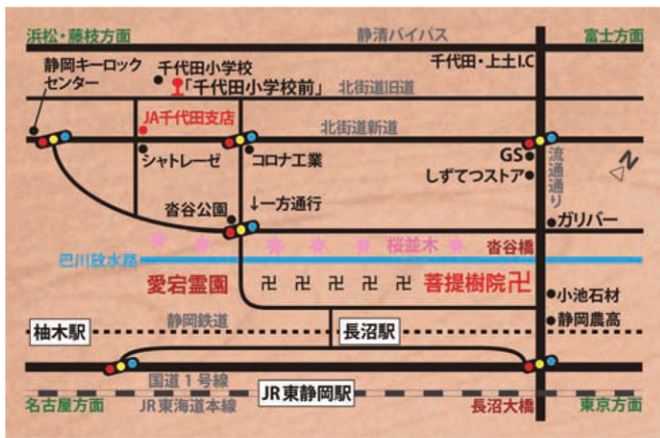 浜松・藤枝方面
静清バイパス
富士方面
静岡キーロック
センター
千代田小学校
千代田・上土I.C
「千代田小学校前」
北街道旧道
JA千代田支店
北街道新道
シャトレーゼ
コロナ工業
GS
しずてつストア
流通通り
N
沓谷公園
↓一方通行
ガリバー
桜並木
沓谷橋
巴川放水路
愛宕霊園
卍 卍 卍 卍 卍
菩提樹院卍
小池石材
静岡農高
静岡鉄道
柚木駅
長沼駅
国道1号線
JR東静岡駅
名古屋方面
JR東海道本線
長沼大橋
東京方面